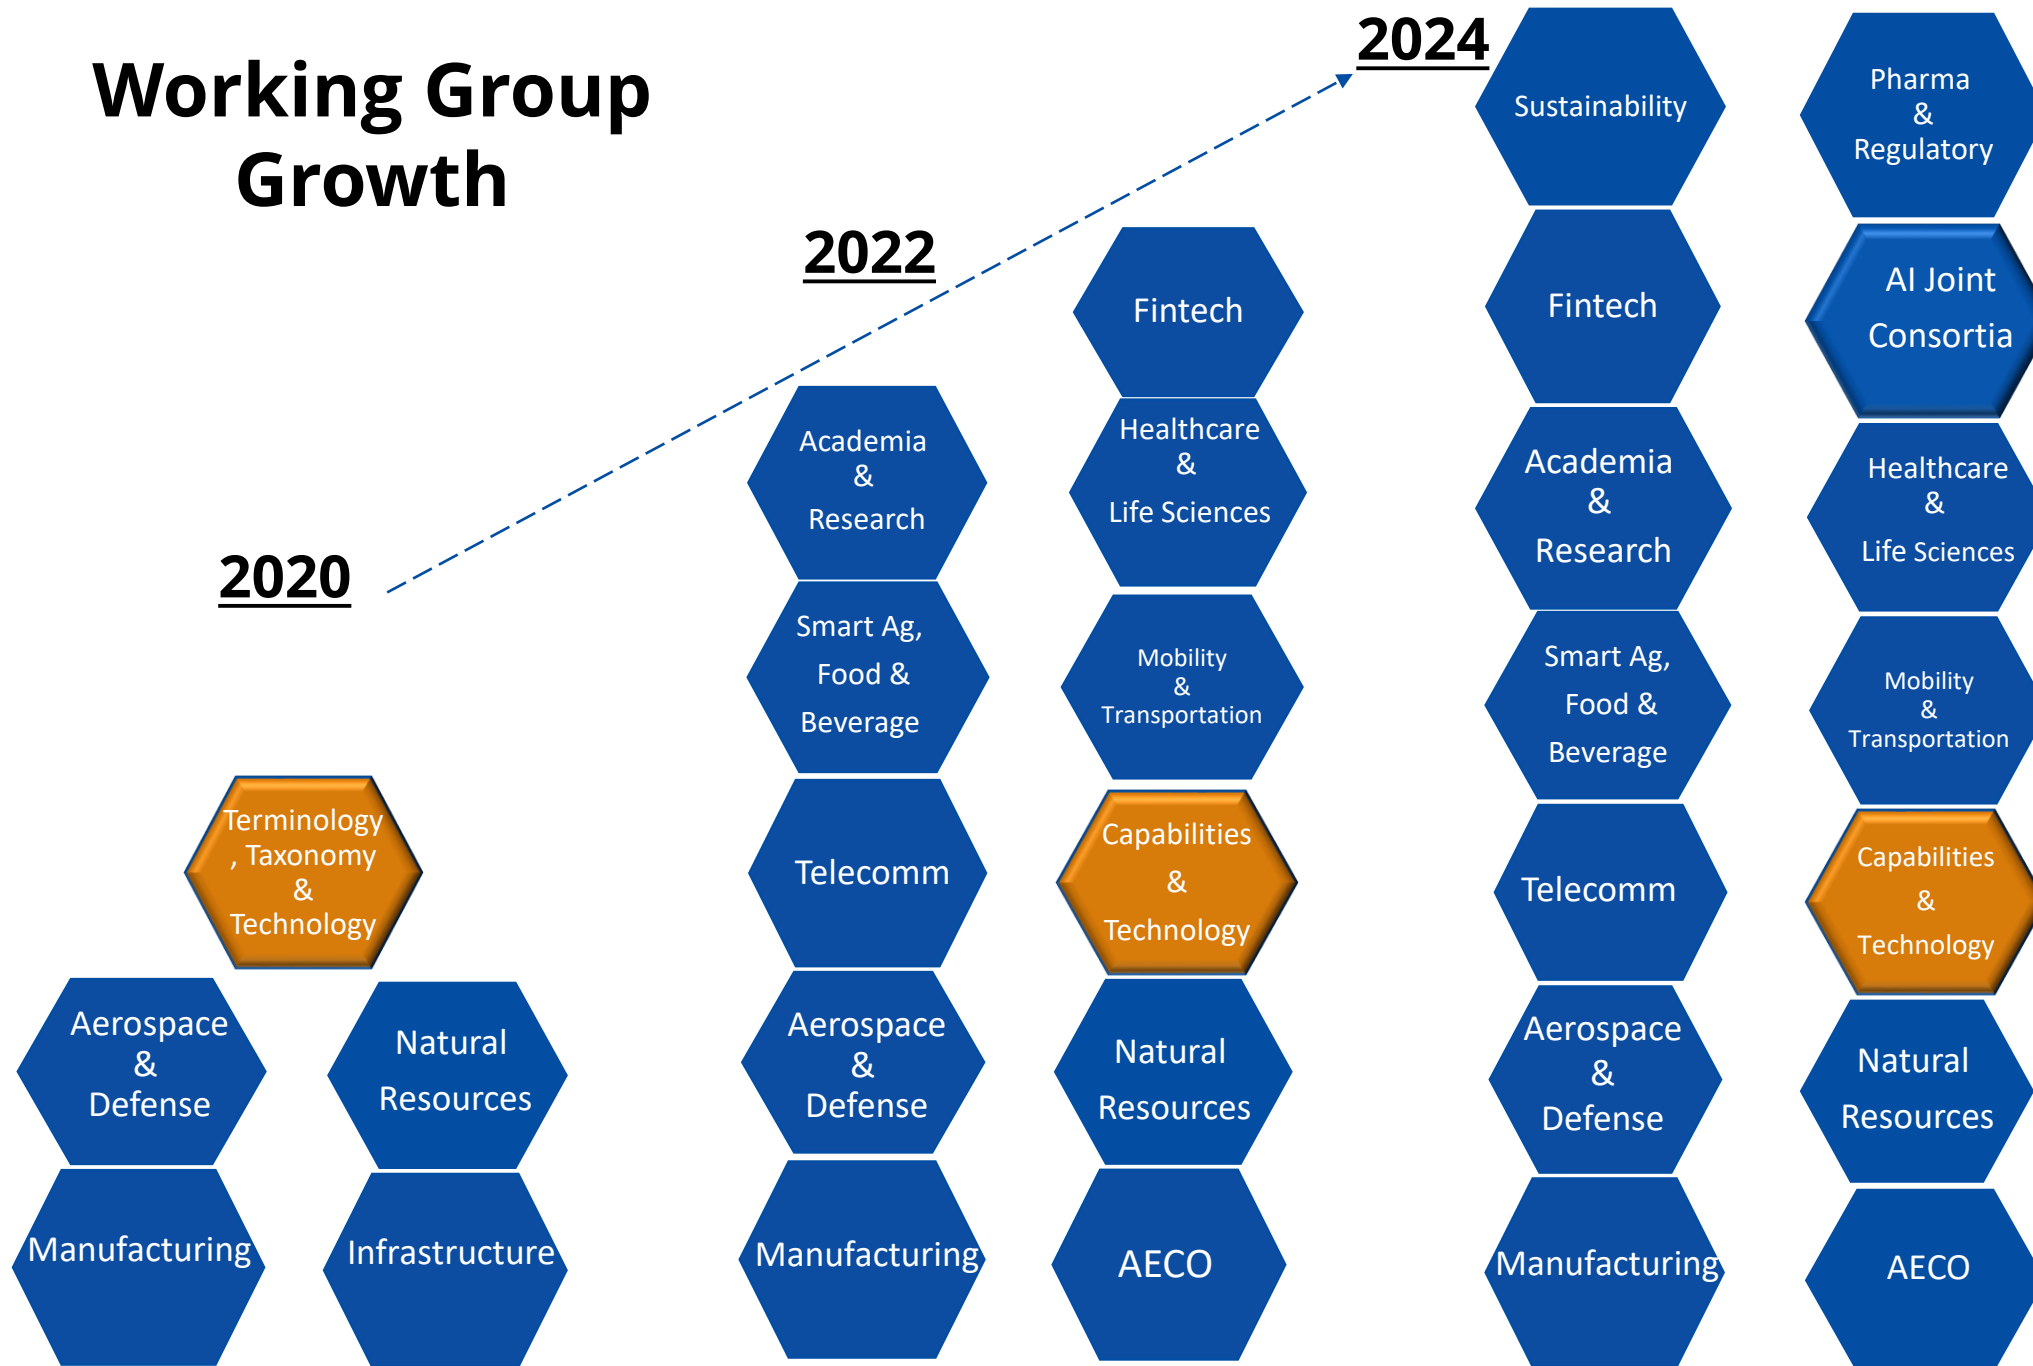 Working Group
Growth
2020
Terminology
, Taxonomy
&
Technology
Aerospace
&
Defense
Natural
Resources
Manufacturing
Infrastructure
2022
Academia
&
Research
Smart Ag,
Food &
Beverage
Telecomm
Aerospace
&
Defense
Manufacturing
Fintech
Healthcare
&
Life Sciences
Mobility
&
Transportation
Capabilities
&
Technology
Natural
Resources
AECO
2024
Sustainability
Fintech
Academia
&
Research
Smart Ag,
Food &
Beverage
Telecomm
Aerospace
&
Defense
Manufacturing
Pharma
&
Regulatory
AI Joint
Consortia
Healthcare
&
Life Sciences
Mobility
&
Transportation
Capabilities
&
Technology
Natural
Resources
AECO